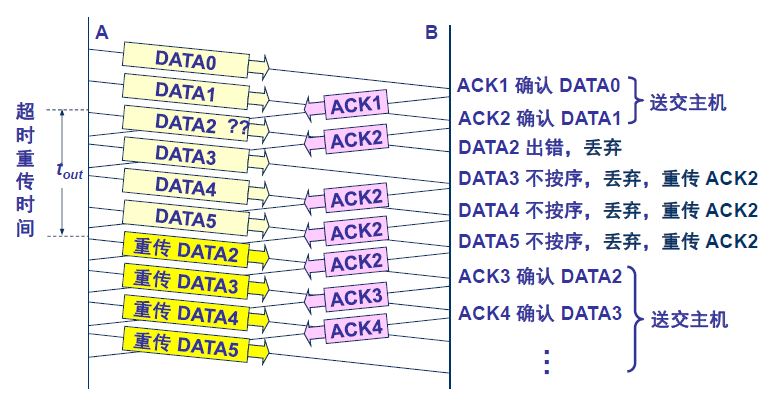 A
B
DATA0
DATA1
DATA2 ??
DATA3
DATA4
DATA5
重传 DATA2
重传 DATA3
重传 DATA4
重传 DATA5
超时重传时间
tout
ACK1
ACK2
ACK2
ACK2
ACK2
ACK3
ACK4
ACK1 确认 DATA0
ACK2 确认 DATA1
送交主机
DATA2 出错，丢弃
DATA3 不按序，丢弃，重传 ACK2
DATA4 不按序，丢弃，重传 ACK2
DATA5 不按序，丢弃，重传 ACK2
ACK3 确认 DATA2
ACK4 确认 DATA3
送交主机
⋮